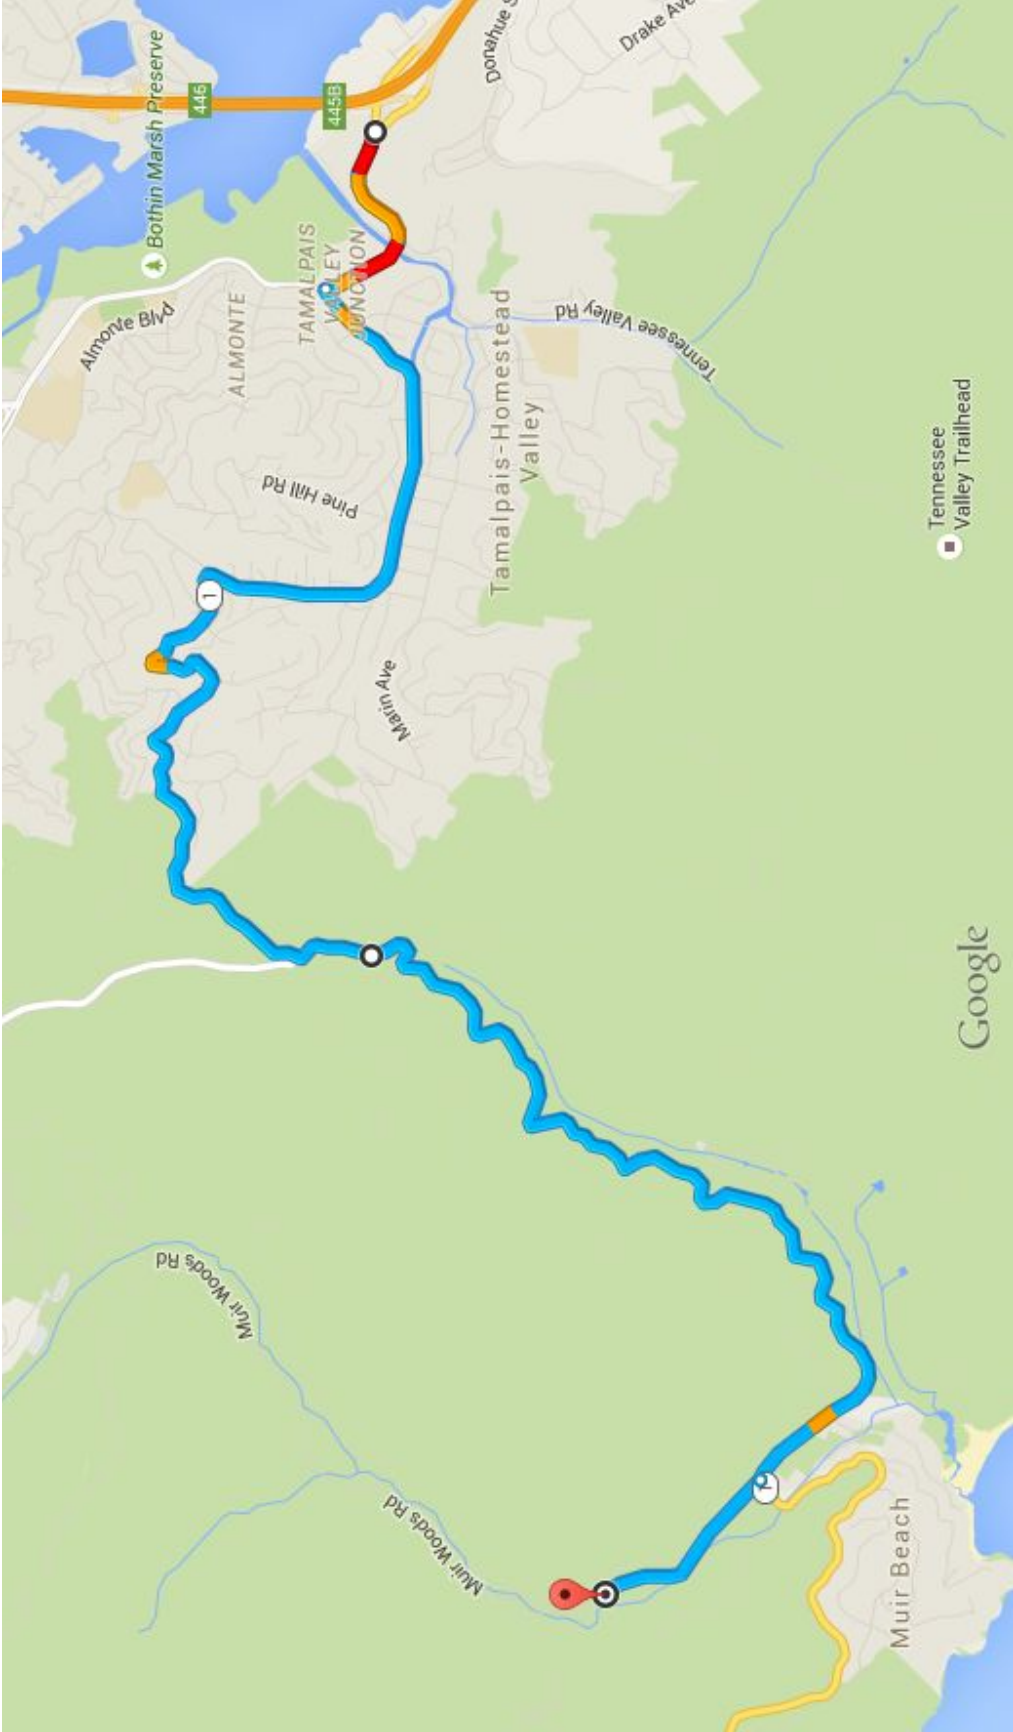 Donahue S
Drake Ave
Bothin Marsh Preserve
446
445B
TAMALPAIS
VALLEY
JUNCTION
Almonte Blvd
ALMONTE
Tennessee Valley Rd
Pine Hill Rd
Tamalpais-Homestead
Valley
Tennessee
Valley Trailhead
1
Marin Ave
Google
Muir Woods Rd
Muir Woods Rd
1
Muir Beach